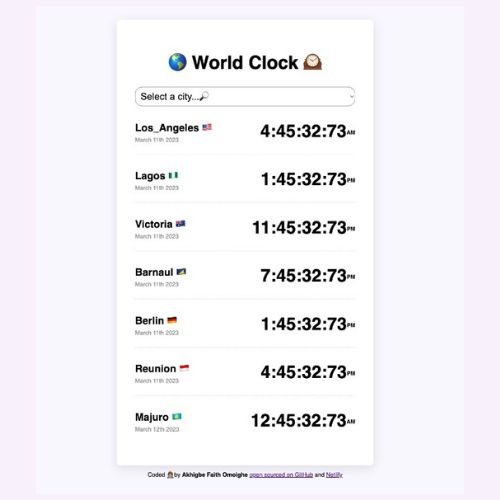 World Clock
Select a city...
Los_Angeles 4:45:32:73AM
March 11th 2023
Lagos 1:45:32:73PM
March 11th 2023
Victoria 11:45:32:73PM
March 11th 2023
Barnaul 7:45:32:73PM
March 11th 2023
Berlin 1:45:32:73PM
March 11th 2023
Reunion 4:45:32:73PM
March 11th 2023
Majuro 12:45:32:73AM
March 12th 2023
Coded by Akhigbe Faith Omoighe open sourced on GitHub and Netlify